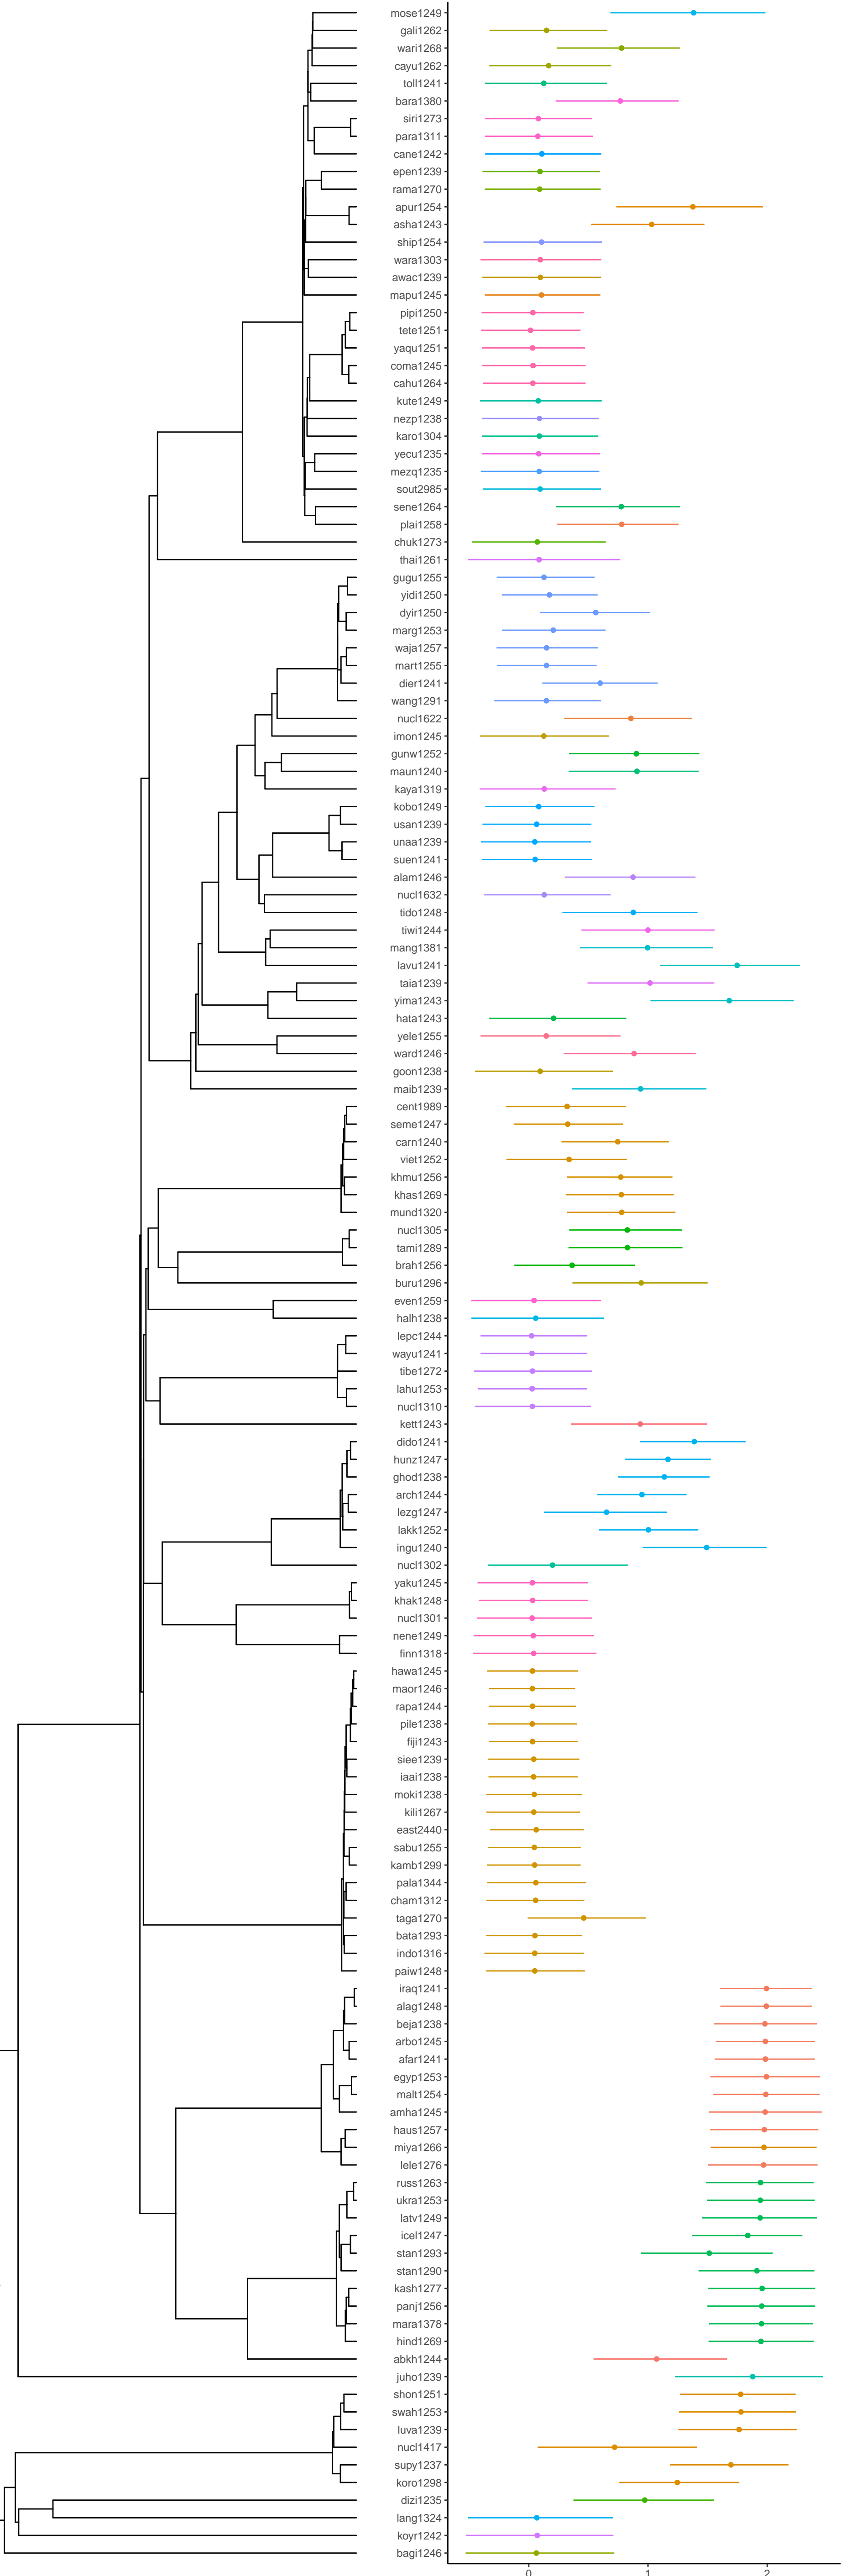 mose1249
gali1262
wari1268
cayu1262
toll1241
bara1380
siri1273
para1311
cane1242
epen1239
rama1270
apur1254
asha1243
ship1254
wara1303
awac1239
mapu1245
pipi1250
tete1251
yaqu1251
coma1245
cahu1264
kute1249
nezp1238
karo1304
yecu1235
mezq1235
sout2985
sene1264
plai1258
chuk1273
thai1261
gugu1255
yidi1250
dyir1250
marg1253
waja1257
mart1255
dier1241
wang1291
nucl1622
imon1245
gunw1252
maun1240
kaya1319
kobo1249
usan1239
unaa1239
suen1241
alam1246
nucl1632
tido1248
tiwi1244
mang1381
lavu1241
taia1239
yima1243
hata1243
yele1255
ward1246
goon1238
maib1239
cent1989
seme1247
carn1240
viet1252
khmu1256
khas1269
mund1320
nucl1305
tami1289
brah1256
buru1296
even1259
halh1238
lepc1244
wayu1241
tibe1272
lahu1253
nucl1310
kett1243
dido1241
hunz1247
ghod1238
arch1244
lezg1247
lakk1252
ingu1240
nucl1302
yaku1245
khak1248
nucl1301
nene1249
finn1318
hawa1245
maor1246
rapa1244
pile1238
fiji1243
siee1239
iaai1238
moki1238
kili1267
east2440
sabu1255
kamb1299
pala1344
cham1312
taga1270
bata1293
indo1316
paiw1248
iraq1241
alag1248
beja1238
arbo1245
afar1241
egyp1253
malt1254
amha1245
haus1257
miya1266
lele1276
russ1263
ukra1253
latv1249
icel1247
stan1293
stan1290
kash1277
panj1256
mara1378
hind1269
abkh1244
juho1239
shon1251
swah1253
luva1239
nucl1417
supy1237
koro1298
dizi1235
lang1324
koyr1242
bagi1246
0 1 2